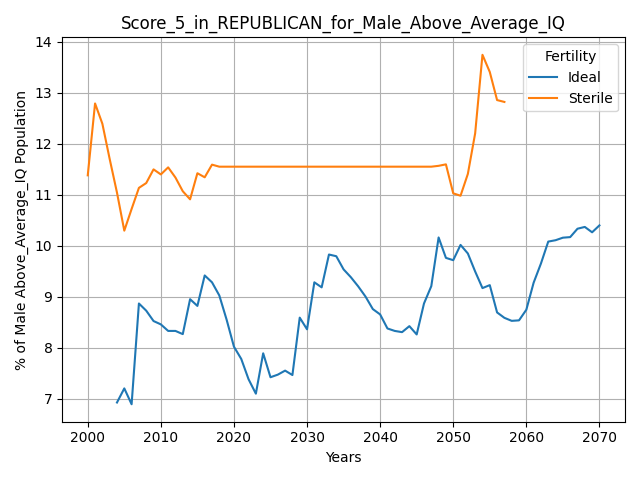 Score_5_in_REPUBLICAN_for_Male_Above_Average_IQ
14
13
12
11
10
9
8
7
% of Male Above_Average_IQ Population
Fertility
Ideal
Sterile
2000 2010 2020 2030 2040 2050 2060 2070
Years